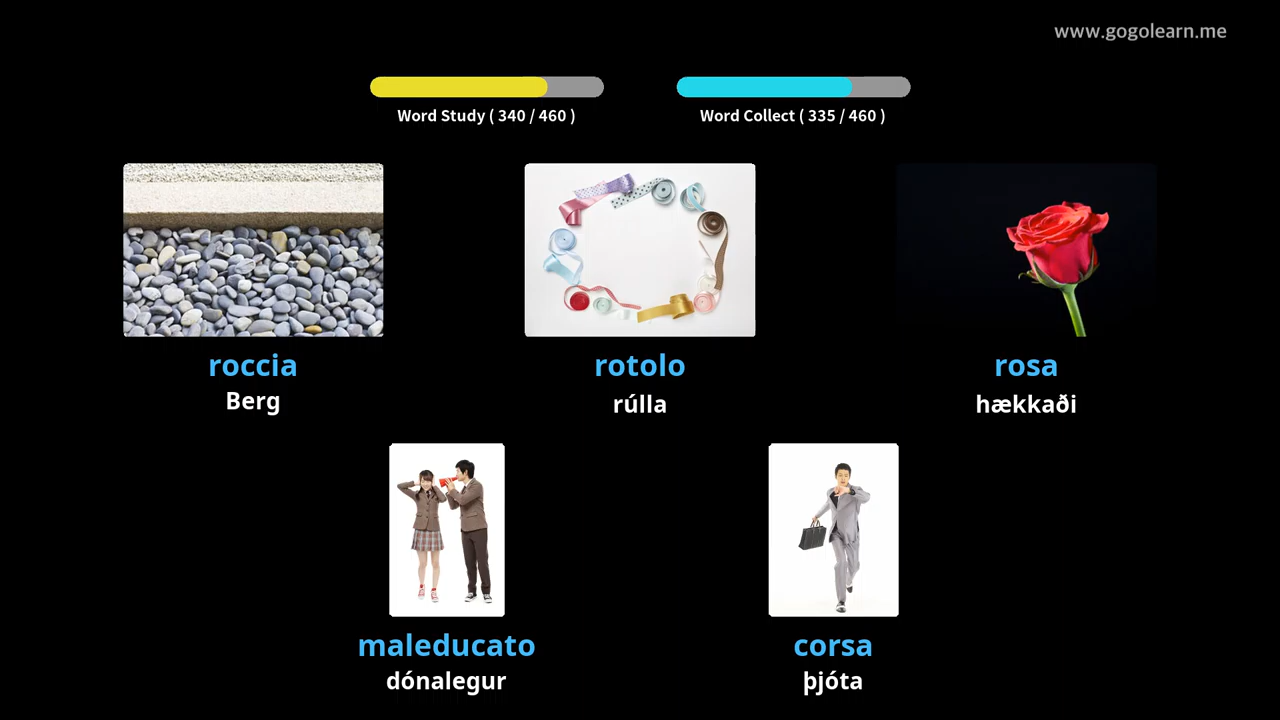 www.gogolearn.me
Word Study ( 340 / 460 )
Word Collect ( 335 / 460 )
roccia
Berg
rotolo
rúlla
rosa
hækkaði
maleducato
dónalegur
corsa
þjóta